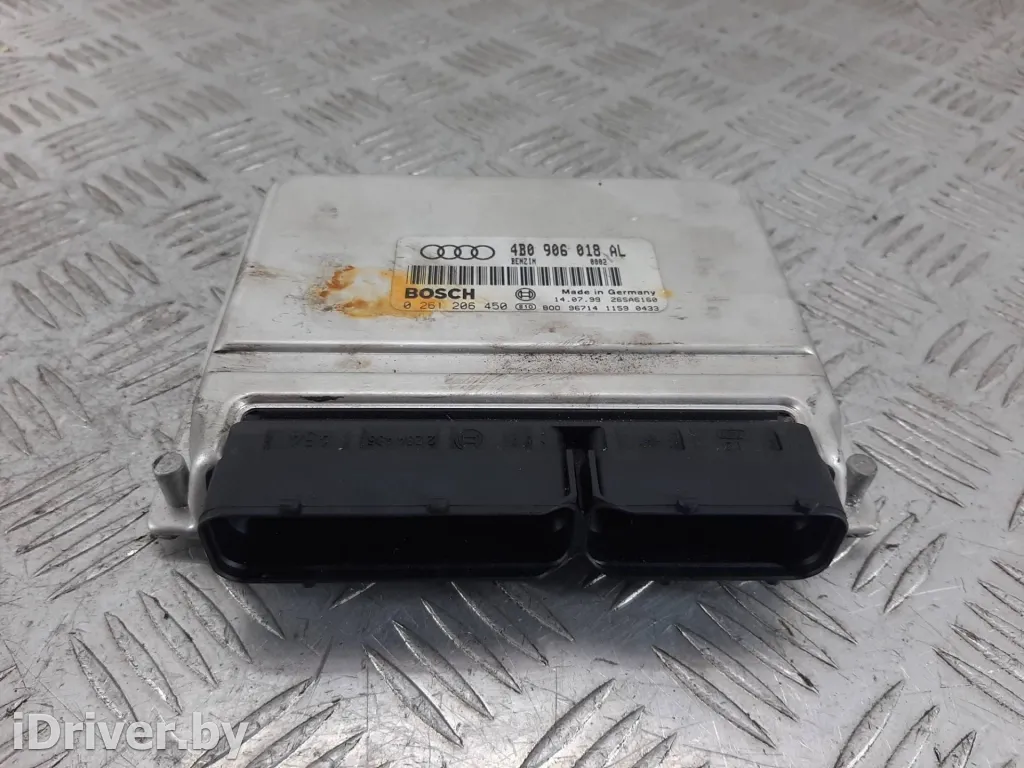 4B0 906 018 AL
BENZIN 0002
BOSCH Made in Germany
14.07.99 26SA6160
0 261 206 450 B00 96714 1159 0433
iDriver.by